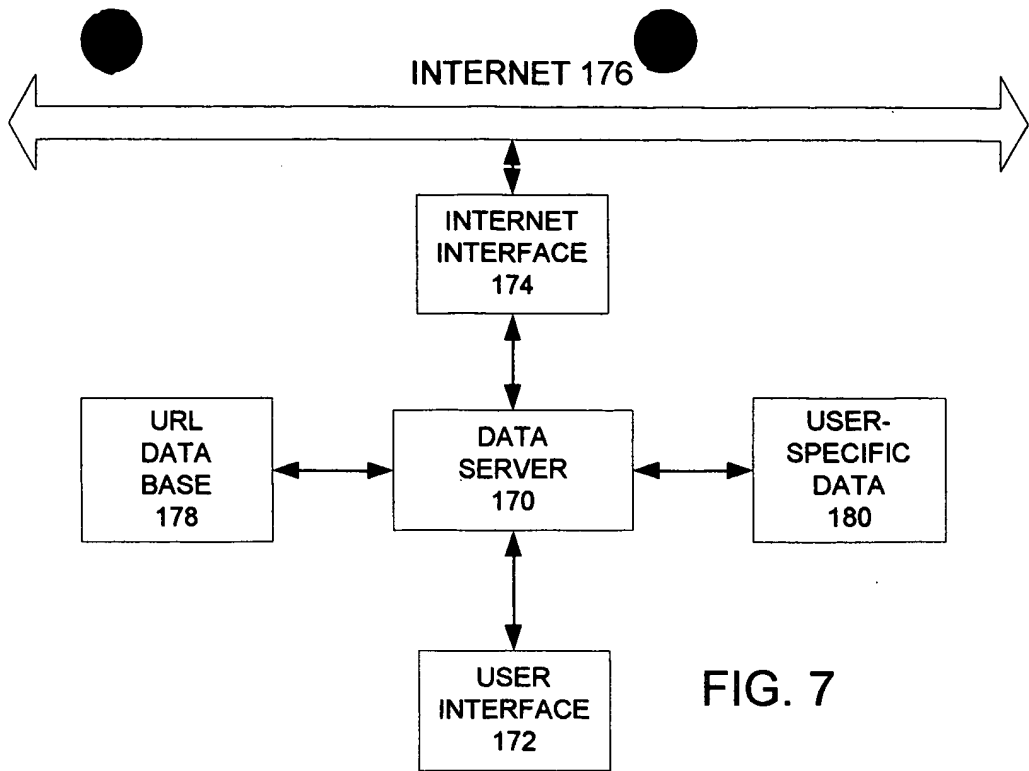 INTERNET 176
INTERNET
INTERFACE
174
URL
DATA
BASE
178
DATA
SERVER
170
USER-
SPECIFIC
DATA
180
USER
INTERFACE
172
FIG. 7